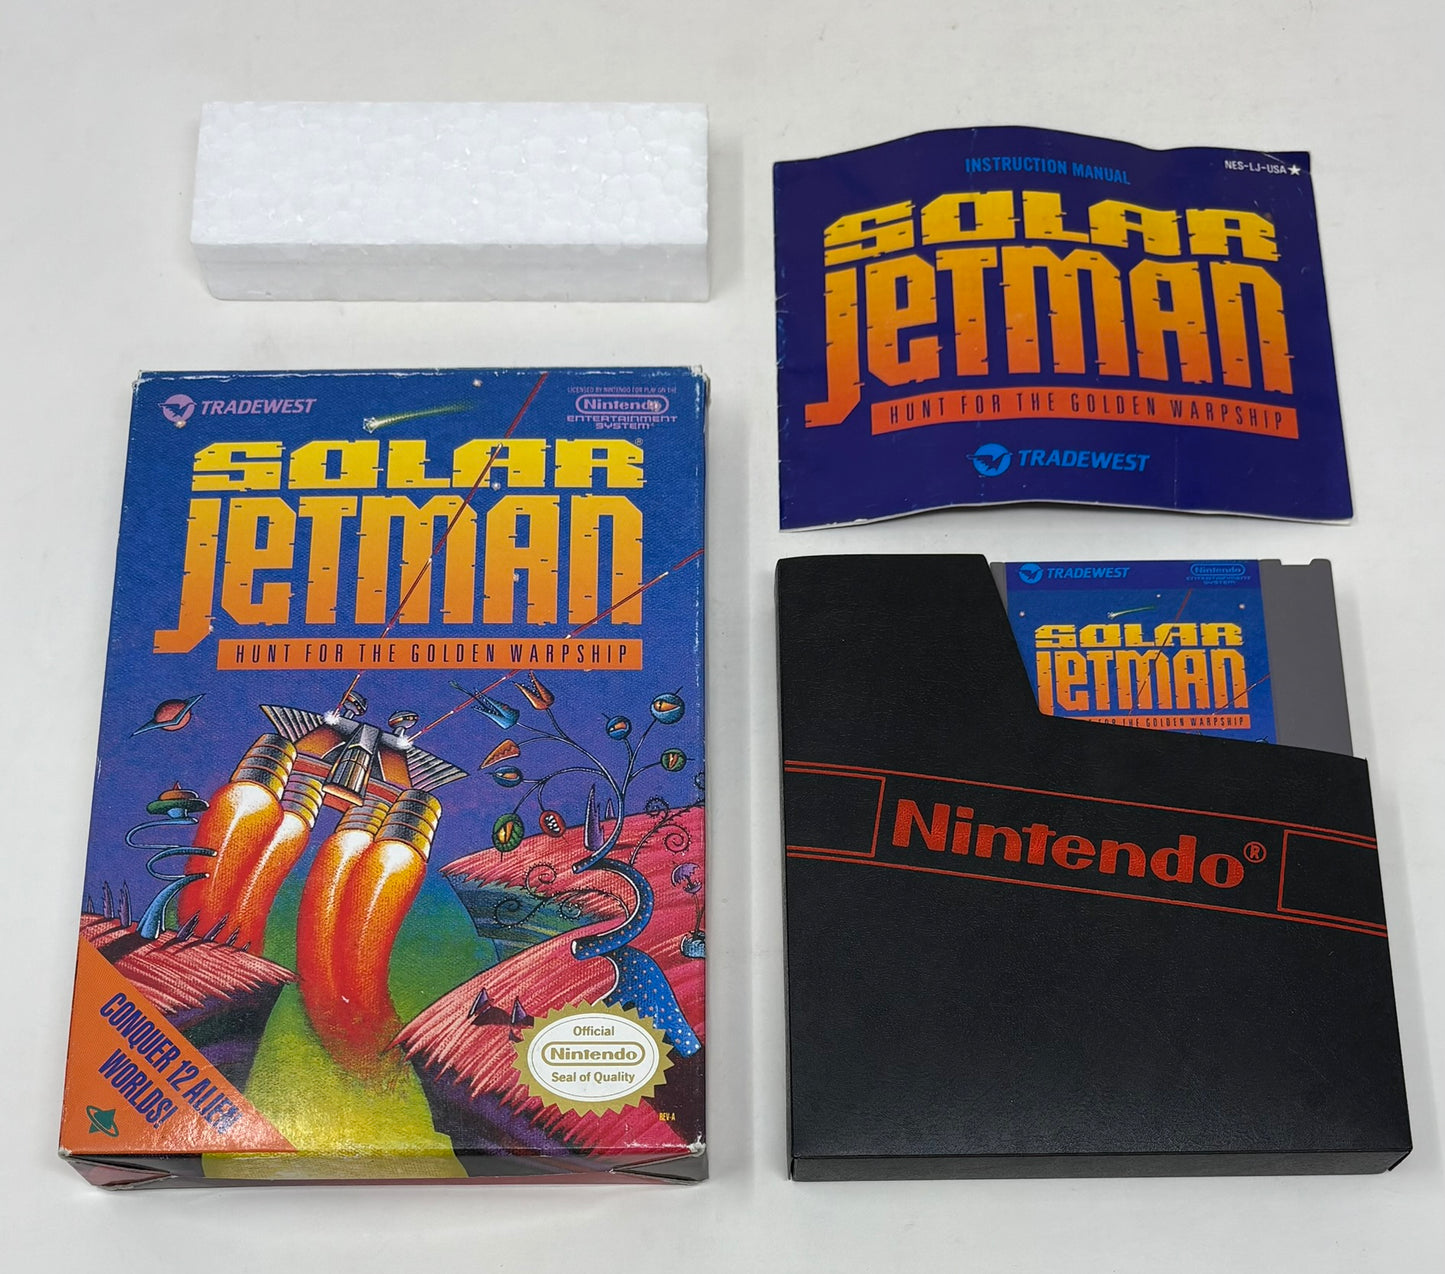 INSTRUCTION MANUAL
NES-LJ-USA★
SOLAR
JETMAN
HUNT FOR THE GOLDEN WARPSHIP
TRADEWEST
TRADEWEST
LICENSED BY NINTENDO FOR PLAY ON THE
Nintendo
ENTERTAINMENT
SYSTEM
SOLAR®
JETMAN
HUNT FOR THE GOLDEN WARPSHIP
CONQUER 12 ALIEN
WORLDS!
Official
Nintendo
Seal of Quality
REV-A
TRADEWEST
Nintendo
ENTERTAINMENT
SYSTEM
SOLAR
JETMAN
FOR THE GOLDEN WARPSHIP
Nintendo®